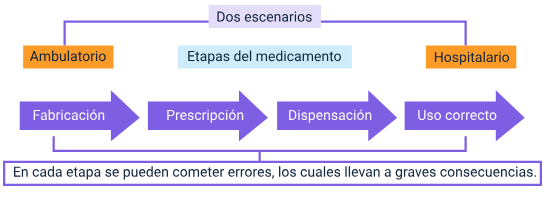 Dos escenarios
Ambulatorio
Etapas del medicamento
Hospitalario
Fabricación
Prescripción
Dispensación
Uso correcto
En cada etapa se pueden cometer errores, los cuales llevan a graves consecuencias.